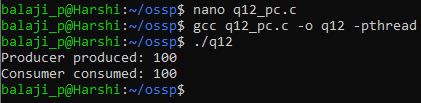 balaji_p@Harshi:~/ossp$ nano q12_pc.c
balaji_p@Harshi:~/ossp$ gcc q12_pc.c -o q12 -pthread
balaji_p@Harshi:~/ossp$ ./q12
Producer produced: 100
Consumer consumed: 100
balaji_p@Harshi:~/ossp$